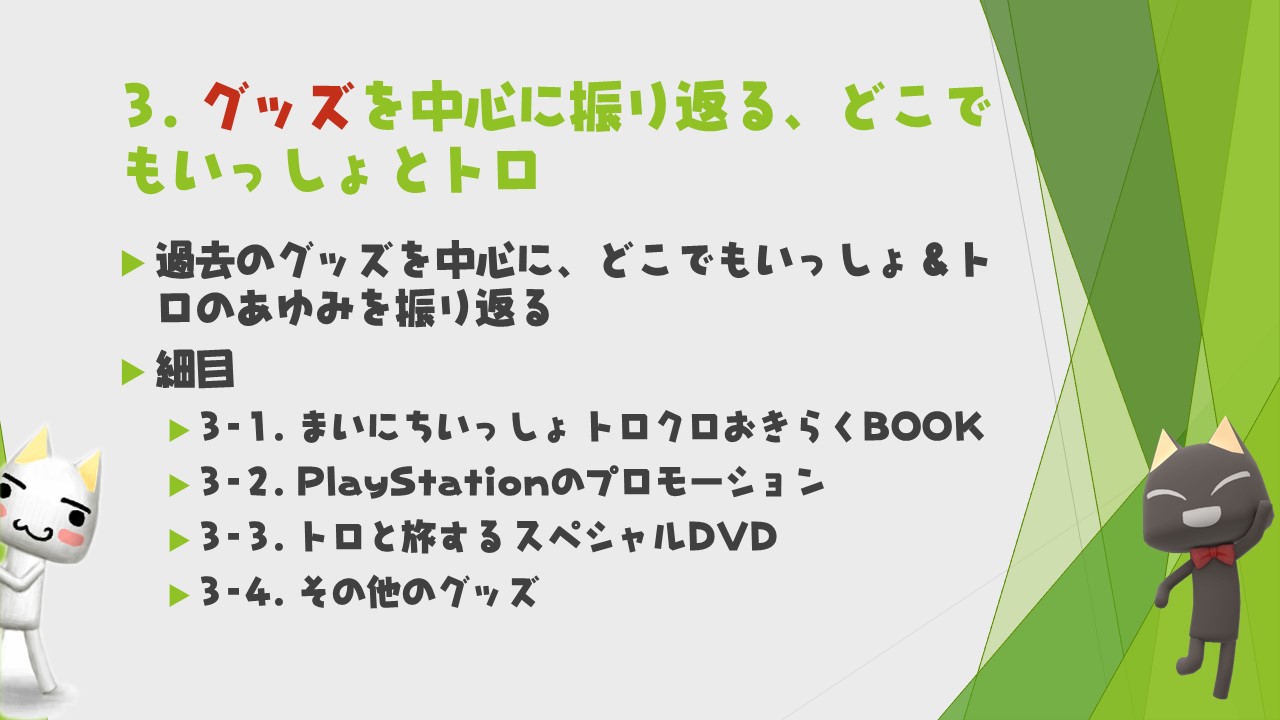 3. グッズを中心に振り返る、どこで
もいっしょとトロ
過去のグッズを中心に、どこでもいっしょ&ト
ロのあゆみを振り返る
細目
3-1. まいにちいっしょ トロクロおきらくBOOK
3-2. PlayStationのプロモーション
3-3. トロと旅する スペシャルDVD
3-4. その他のグッズ